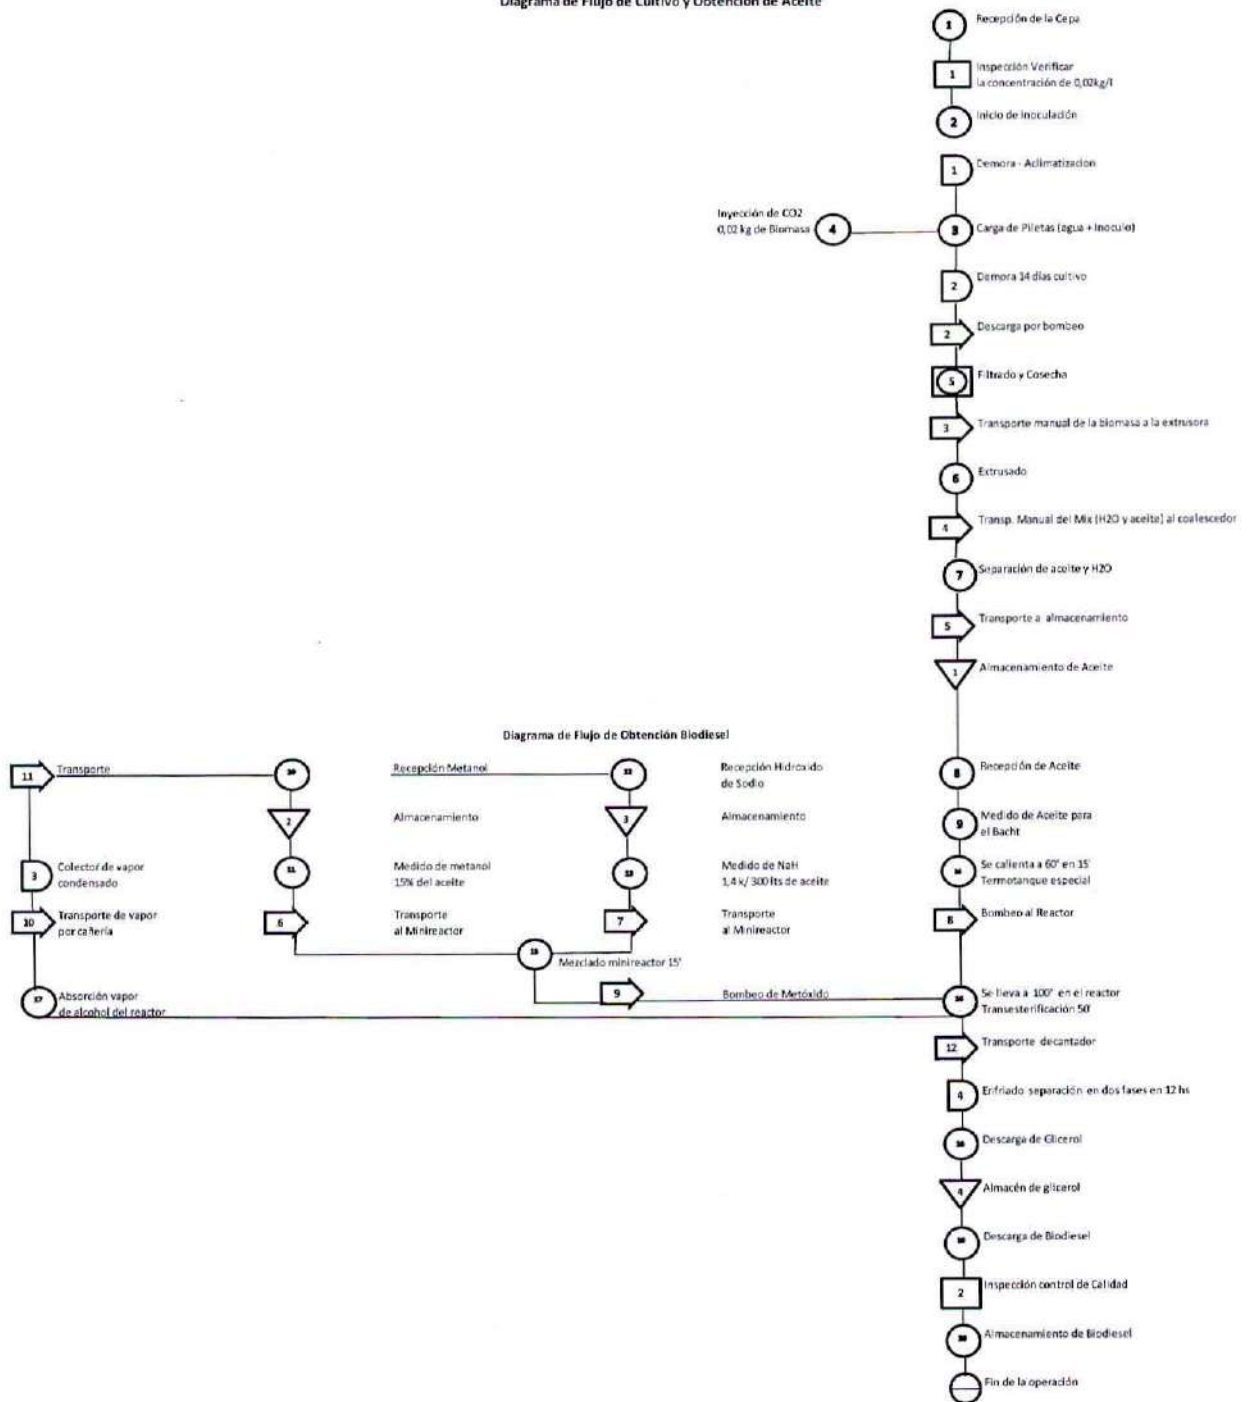 Diagrama de Flujo de Cultivo y Obtención de Aceite
1
Recepción de la Cepa
1
Inspección Verificar
la concentración de 0,02kg/l
2
Inicio de Inoculación
1
Demora - Aclimatizacion
Inyección de CO2
0,02 kg de Biomasa
4
3
Carga de Piletas (agua + Inoculo)
2
Demora 14 días cultivo
2
Descarga por bombeo
5
Filtrado y Cosecha
3
Transporte manual de la biomasa a la extrusora
6
Extrusado
4
Transp. Manual del Mix (H2O y aceite) al coalescedor
7
Separación de aceite y H2O
5
Transporte a almacenamiento
1
Almacenamiento de Aceite
Diagrama de Flujo de Obtención Biodiesel
11
Transporte
Recepción Metanol
Recepción Hidroxido
de Sodio
8
Recepción de Aceite
2
Almacenamiento
3
Almacenamiento
9
Medido de Aceite para
el Bacht
3
Colector de vapor
condensado
Medido de metanol
15% del aceite
Medido de NaH
1,4 k/ 300 lts de aceite
Se calienta a 60° en 15'
Termotanque especial
10
Transporte de vapor
por cañería
6
Transporte
al Minireactor
7
Transporte
al Minireactor
8
Bombeo al Reactor
Mezclado minireactor 15'
17
Absorción vapor
de alcohol del reactor
9
Bombeo de Metóxido
Se lleva a 100° en el reactor
Transesterificación 50'
12
Transporte decantador
4
Enfriado separación en dos fases en 12 hs
Descarga de Glicerol
4
Almacén de glicerol
Descarga de Biodiesel
2
Inspección control de Calidad
Almacenamiento de Biodiesel
Fin de la operación